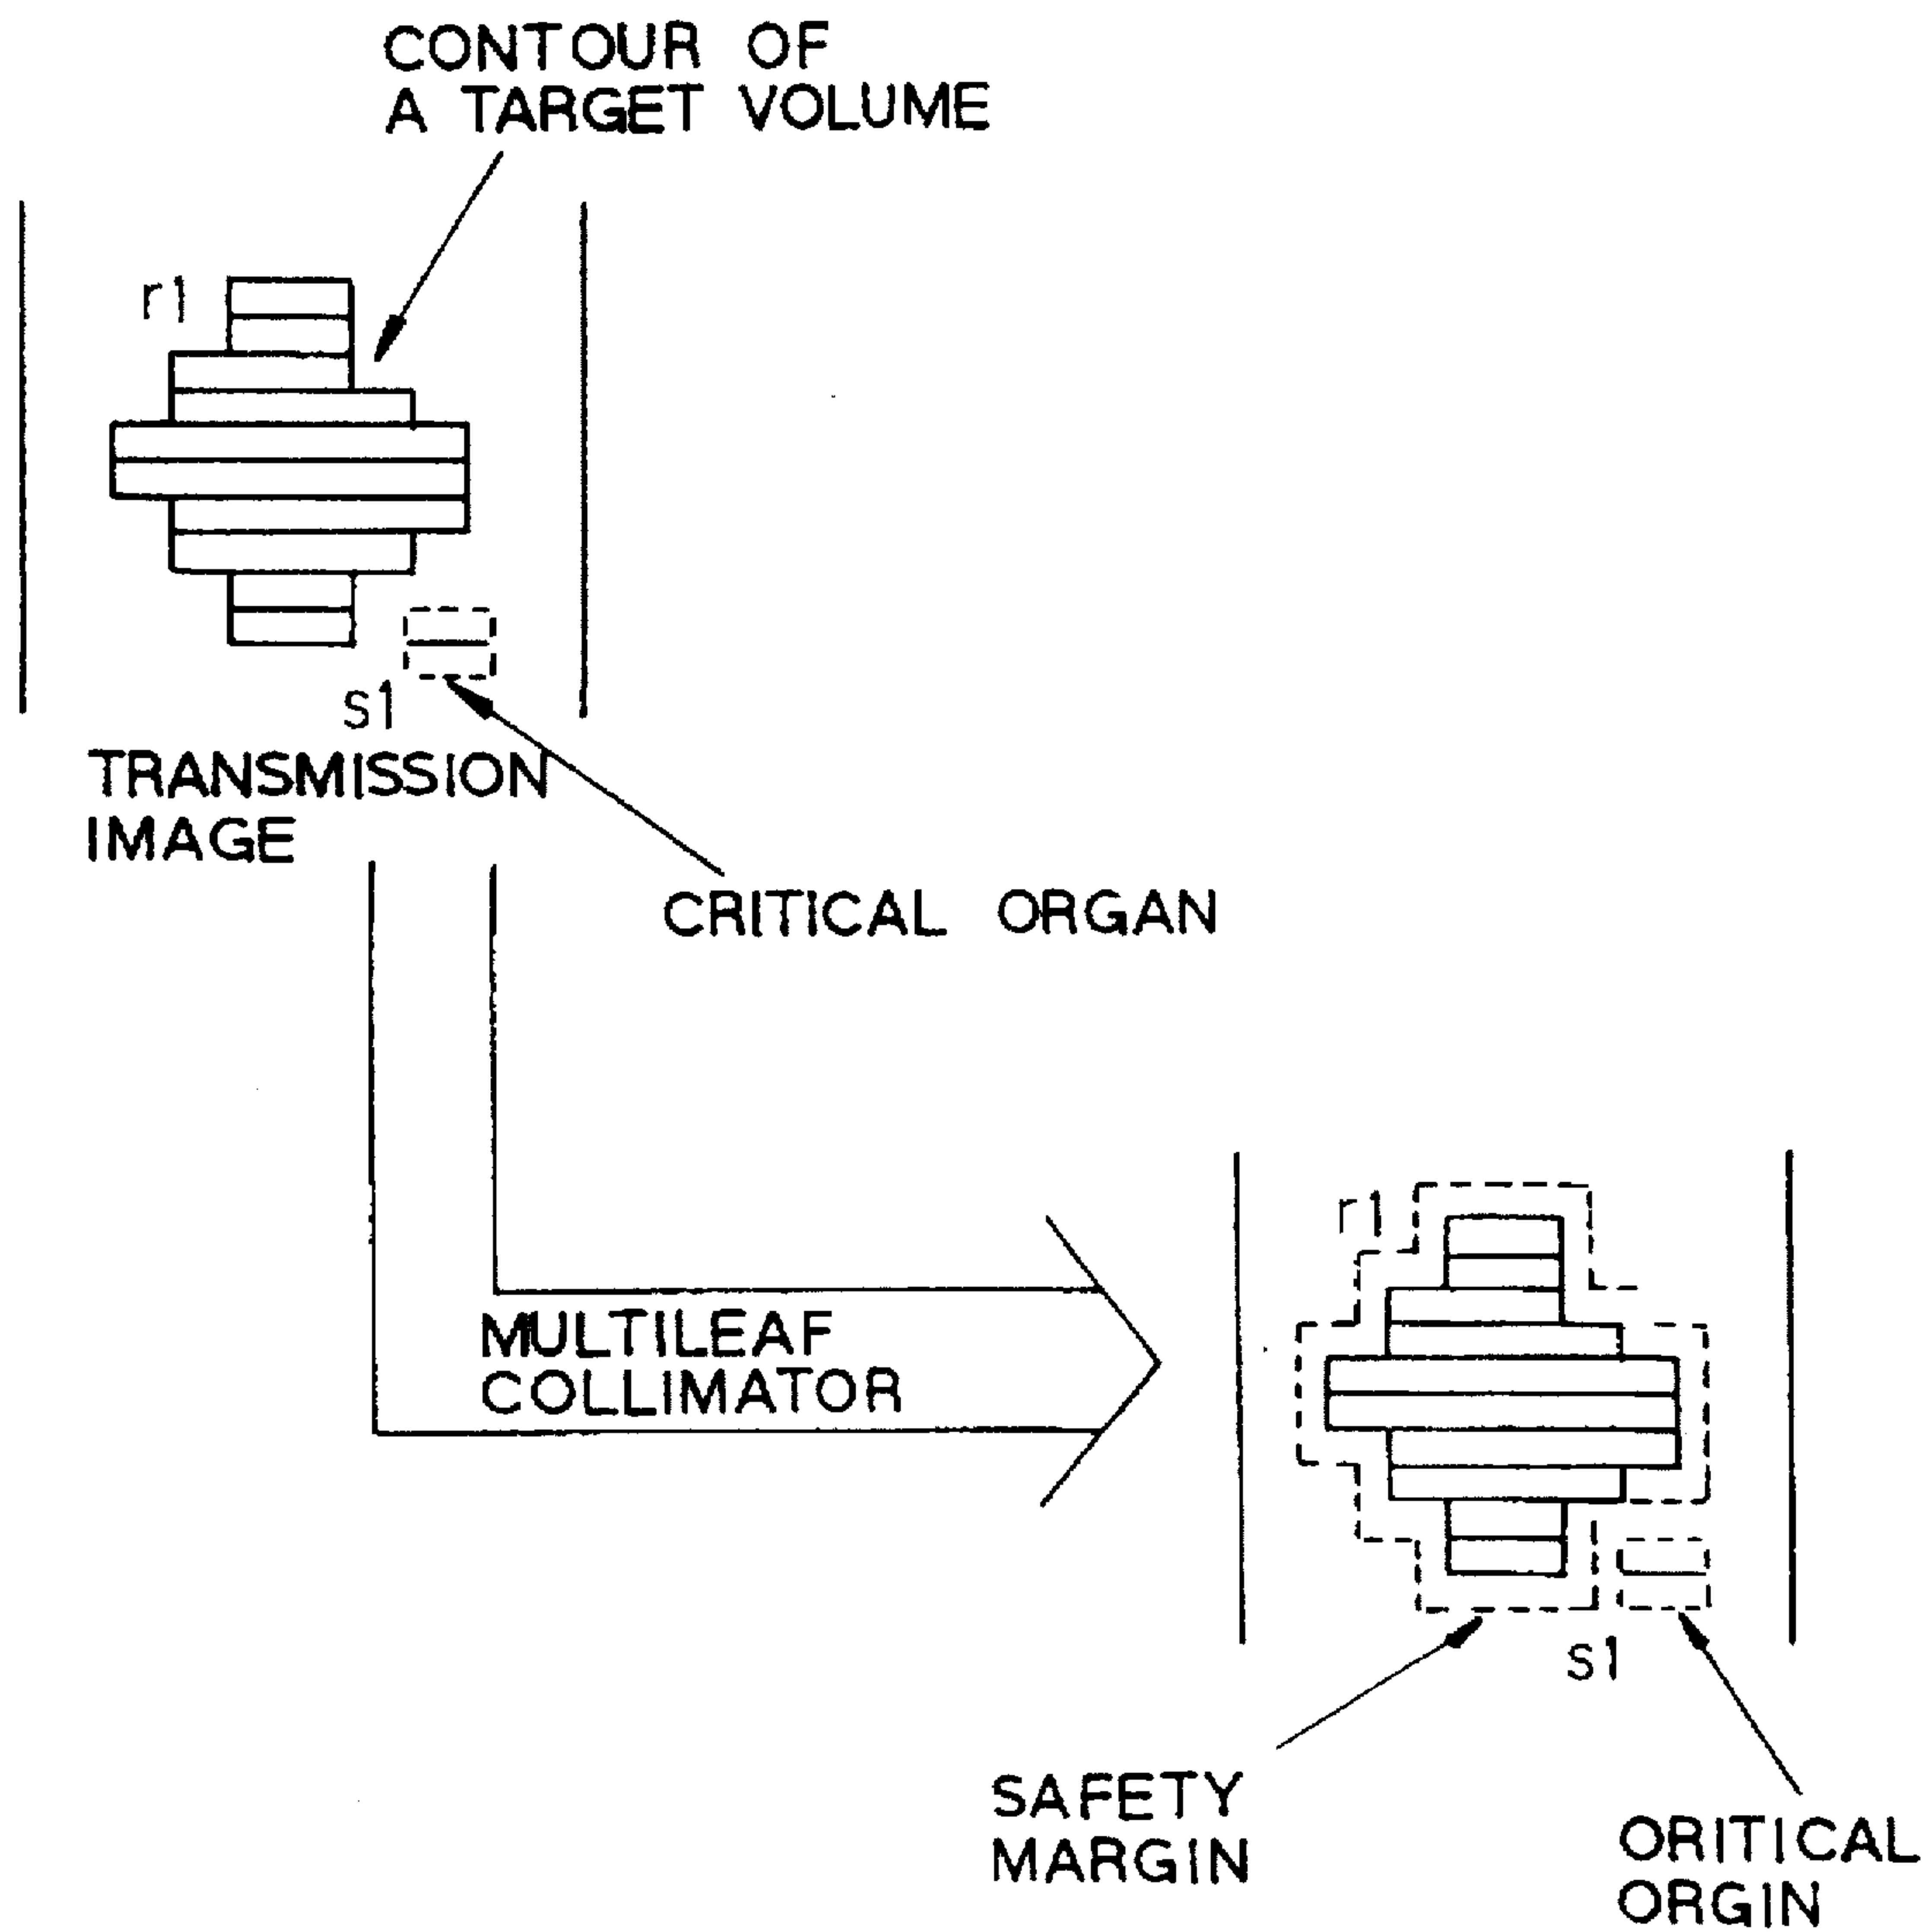 CONTOUR OF
A TARGET VOLUME
r1
s1
TRANSMISSION
IMAGE
CRITICAL ORGAN
MULTILEAF
COLLIMATOR
r1
s1
SAFETY
MARGIN
ORITICAL
ORGIN